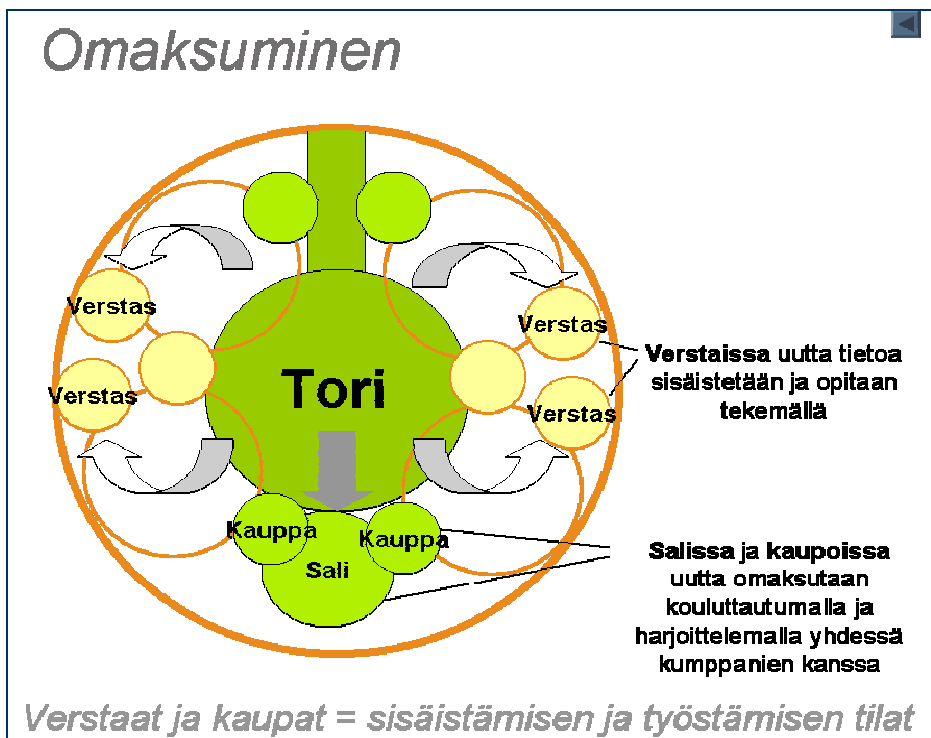 Omaksuminen
Verstas
Verstas
Verstas
Verstas
Tori
Verstaissa uutta tietoa
sisäistetään ja opitaan
tekemällä
Kauppa
Kauppa
Sali
Salissa ja kaupoissa
uutta omaksutaan
kouluttautumalla ja
harjoittelemalla yhdessä
kumppanien kanssa
Verstaat ja kaupat = sisäistämisen ja työstämisen tilat